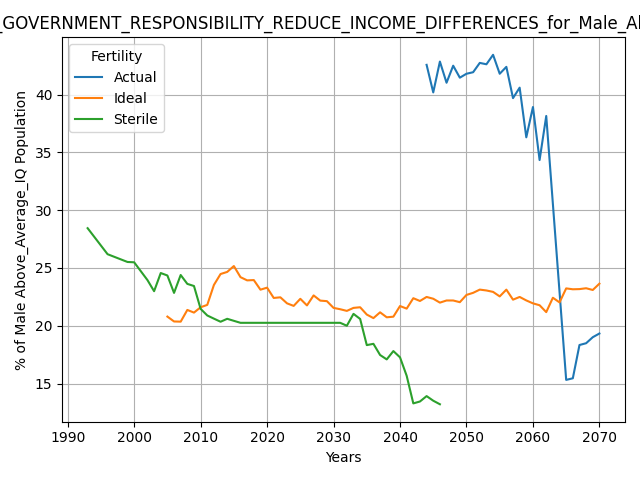 _GOVERNMENT_RESPONSIBILITY_REDUCE_INCOME_DIFFERENCES_for_Male_A
Fertility
Actual
Ideal
Sterile
% of Male Above_Average_IQ Population
40
35
30
25
20
15
1990 2000 2010 2020 2030 2040 2050 2060 2070
Years